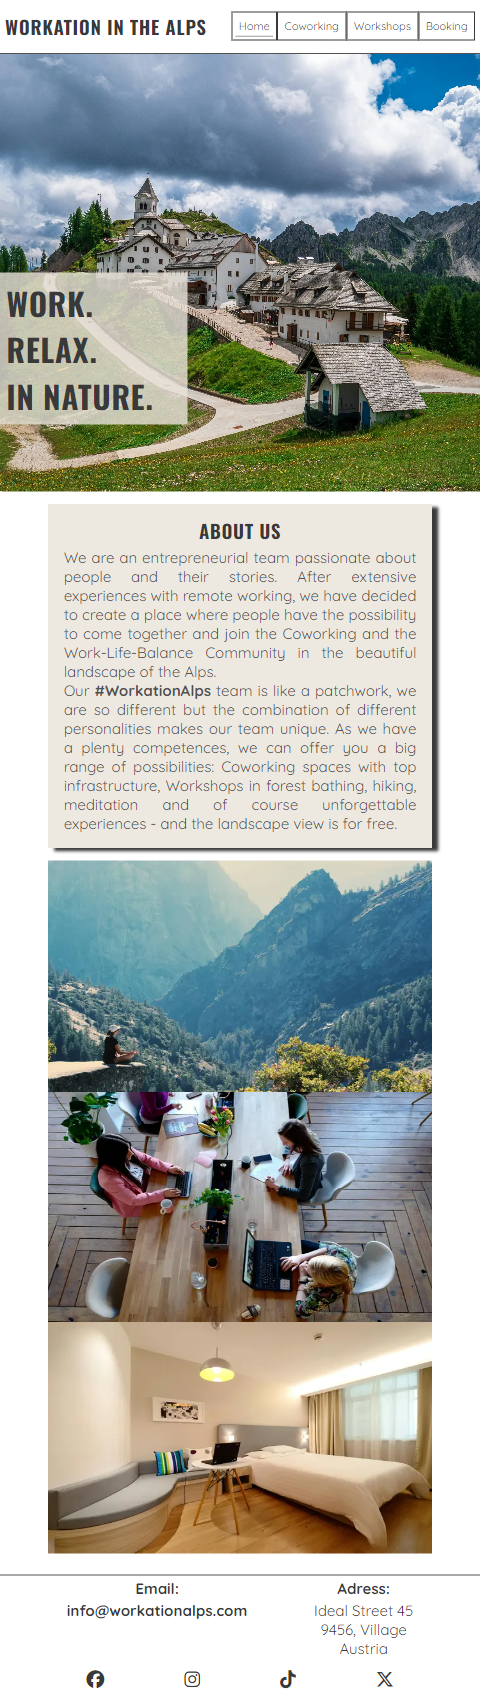 WORKATION IN THE ALPS
Home Coworking Workshops Booking
WORK.
RELAX.
IN NATURE.
ABOUT US
We are an entrepreneurial team passionate about
people and their stories. After extensive
experiences with remote working, we have decided
to create a place where people have the possibility
to come together and join the Coworking and the
Work-Life-Balance Community in the beautiful
landscape of the Alps.
Our #WorkationAlps team is like a patchwork, we
are so different but the combination of different
personalities makes our team unique. As we have
a plenty competences, we can offer you a big
range of possibilities: Coworking spaces with top
infrastructure, Workshops in forest bathing, hiking,
meditation and of course unforgettable
experiences - and the landscape view is for free.
Email:
info@workationalps.com
Adress:
Ideal Street 45
9456, Village
Austria